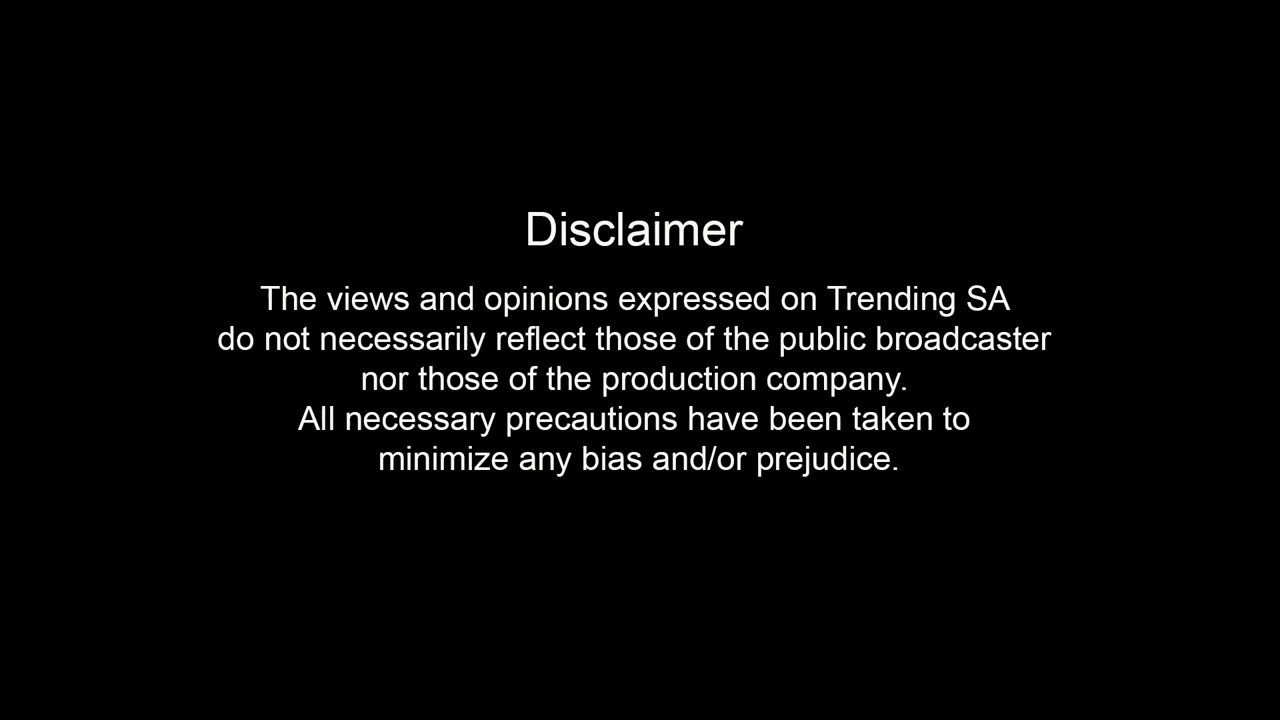 Disclaimer
The views and opinions expressed on Trending SA
do not necessarily reflect those of the public broadcaster
nor those of the production company.
All necessary precautions have been taken to
minimize any bias and/or prejudice.